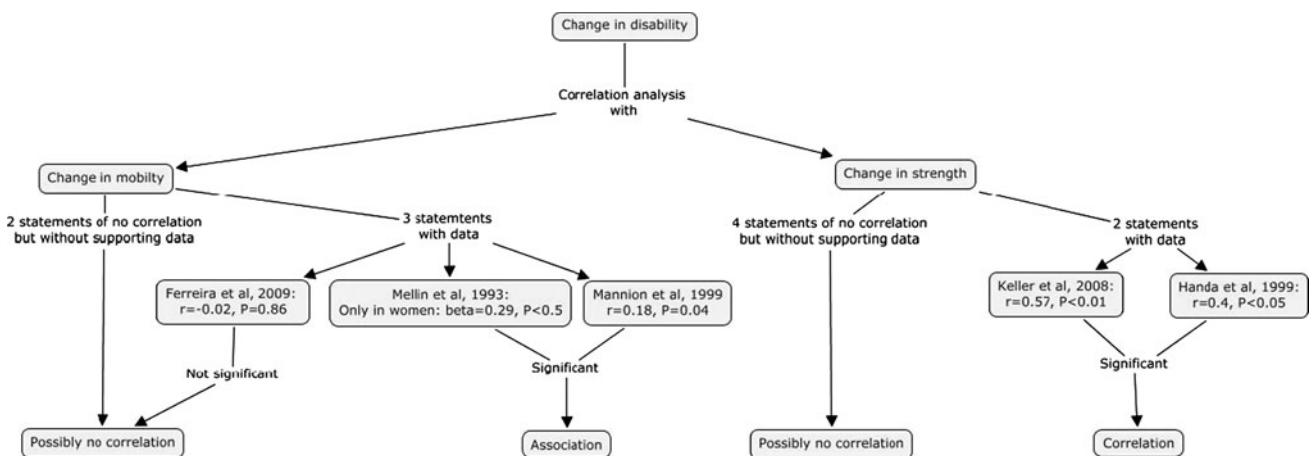 Change in disability
Correlation analysis
with
Change in mobilty
Change in strength
2 statements of no correlation
but without supporting data
3 statemtents
with data
4 statements of no correlation
but without supporting data
2 statements
with data
Ferreira et al, 2009:
r=-0.02, P=0.86
Mellin et al, 1993:
Only in women: beta=0.29, P<0.5
Mannion et al, 1999
r=0.18, P=0.04
Keller et al, 2008:
r=0.57, P<0.01
Handa et al, 1999:
r=0.4, P<0.05
Not significant
Significant
Significant
Possibly no correlation
Association
Possibly no correlation
Correlation